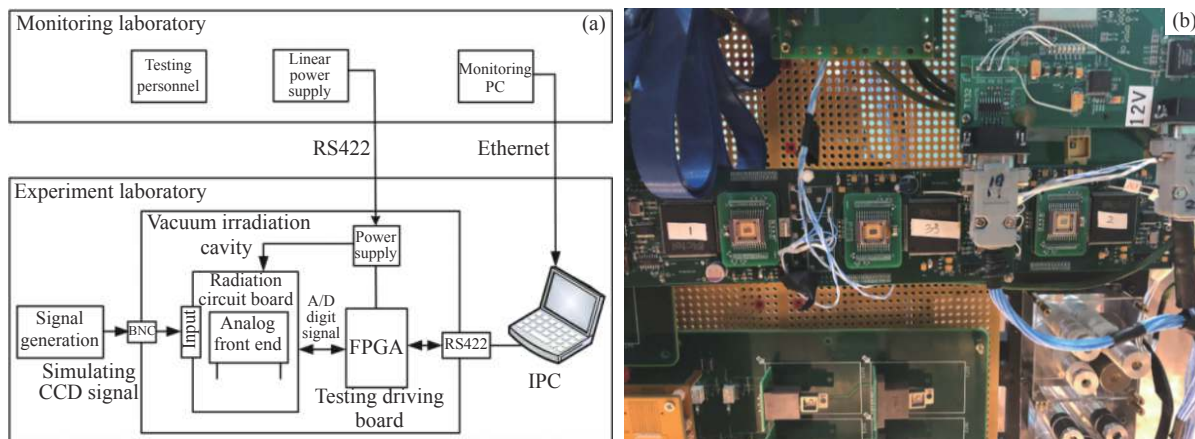 Monitoring laboratory
(a)
Testing
personnel
Linear
power
supply
Monitoring
PC
RS422
Ethernet
Experiment laboratory
Vacuum irradiation
cavity
Power
supply
Radiation
circuit board
A/D
digit
signal
Signal
generation
BNC
Input
Analog
front end
FPGA
RS422
Simulating
CCD signal
Testing driving
board
IPC
(b)
12V
1
33
2